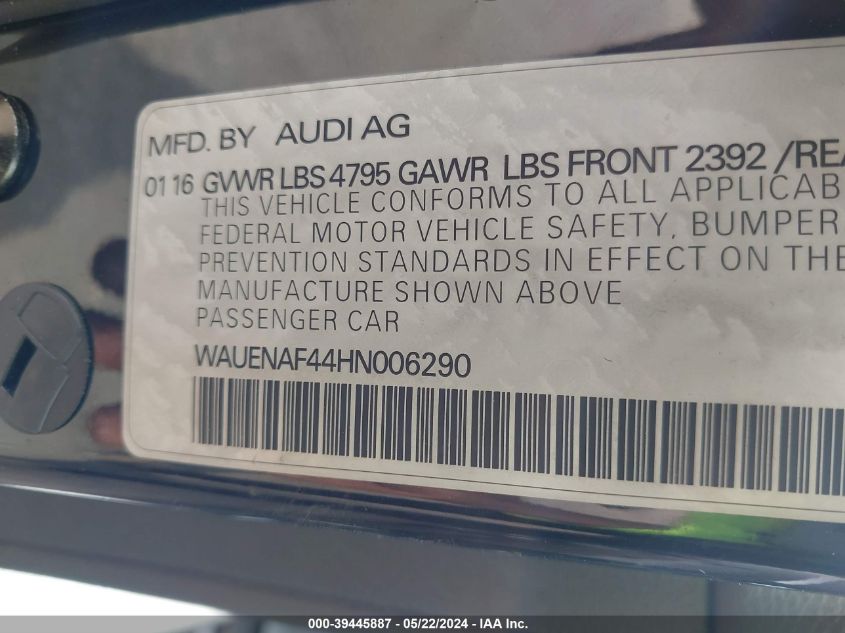 MFD. BY AUDI AG
01 16 GVWR LBS 4795 GAWR LBS FRONT 2392 /REA
THIS VEHICLE CONFORMS TO ALL APPLICAB
FEDERAL MOTOR VEHICLE SAFETY, BUMPER
PREVENTION STANDARDS IN EFFECT ON THE
MANUFACTURE SHOWN ABOVE
PASSENGER CAR
WAUENAF44HN006290
000-39445887 - 05/22/2024 - IAA Inc.